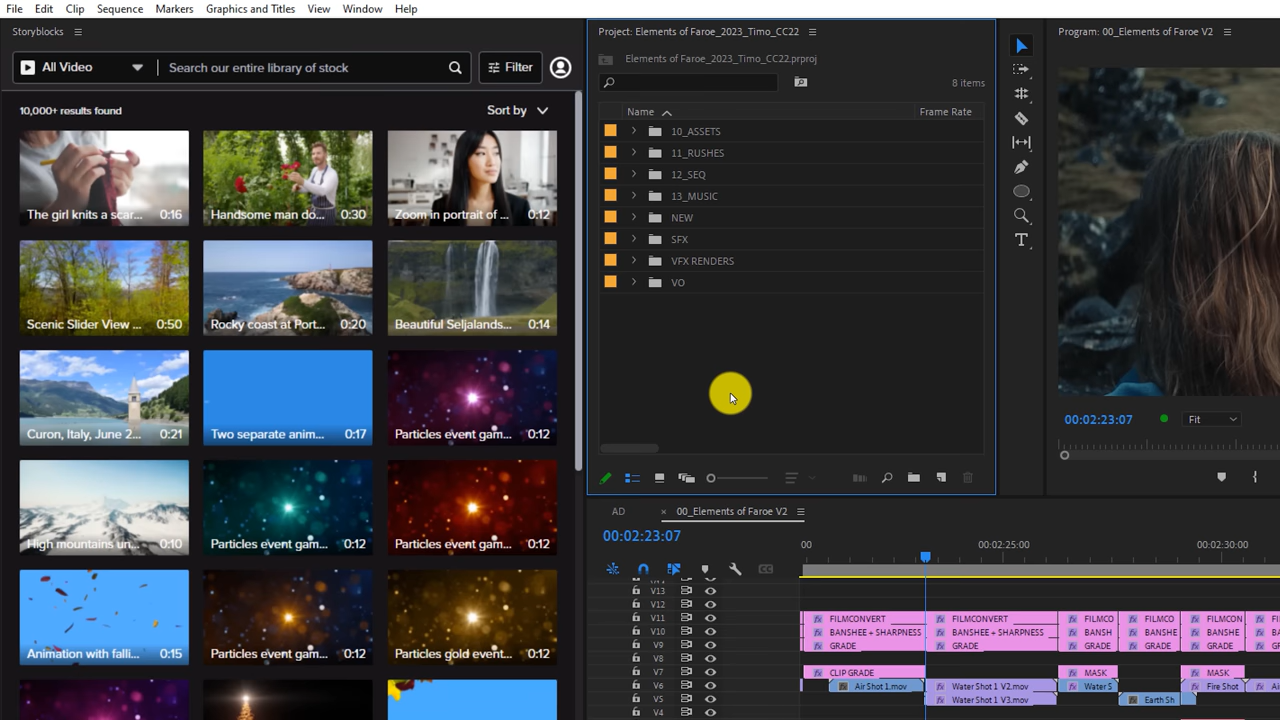 File Edit Clip Sequence Markers Graphics and Titles View Window Help
Storyblocks
All Video
Search our entire library of stock
Filter
10,000+ results found
Sort by
The girl knits a scar... 0:16
Handsome man do... 0:30
Zoom in portrait of ... 0:12
Scenic Slider View ... 0:50
Rocky coast at Port... 0:20
Beautiful Seljalands... 0:14
Curon, Italy, June 2... 0:21
Two separate anim... 0:17
Particles event gam... 0:12
High mountains un... 0:10
Particles event gam... 0:12
Particles event gam... 0:12
Animation with falli... 0:15
Particles event gam... 0:12
Particles gold event... 0:12
Project: Elements of Faroe_2023_Timo_CC22
Elements of Faroe_2023_Timo_CC22.prproj
8 items
Name
Frame Rate
10_ASSETS
11_RUSHES
12_SEQ
13_MUSIC
NEW
SFX
VFX RENDERS
VO
Program: 00_Elements of Faroe V2
00:02:23:07
Fit
AD
× 00_Elements of Faroe V2
00:02:23:07
00 00:02:25:00 00:02:30:00
V13
V12
V11 FILMCONVERT FILMCONVERT FILMCO FILMCO FILMCON FILM
V10 BANSHEE + SHARPNESS BANSHEE + SHARPNESS BANSH BANSHE BANSHE BANS
V9 GRADE GRADE GRADE GRADE GRADE GRAD
V8
V7 CLIP GRADE MASK MASK
V6 Air Shot 1.mov Water Shot 1 V2.mov Water S Fire Shot Air
V5 Water Shot 1 V3.mov Earth Sh
V4